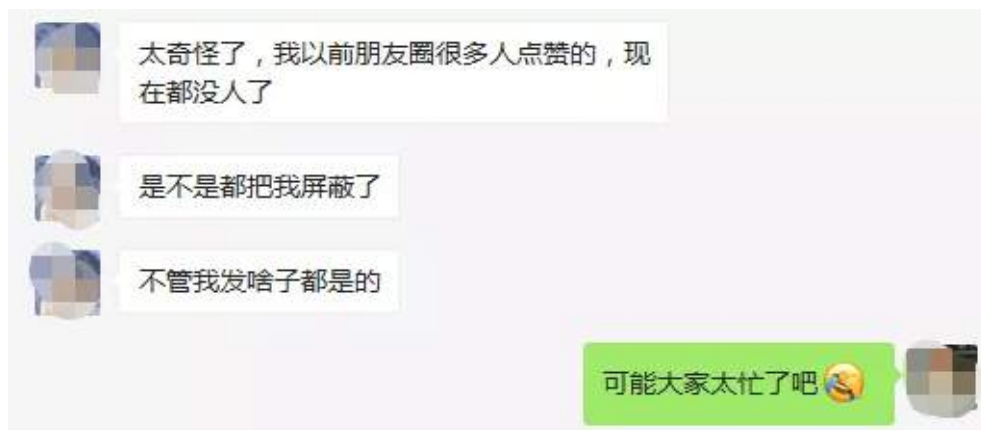 太奇怪了，我以前朋友圈很多人点赞的，现
在都没人了
是不是都把我屏蔽了
不管我发啥子都是的
可能大家太忙了吧